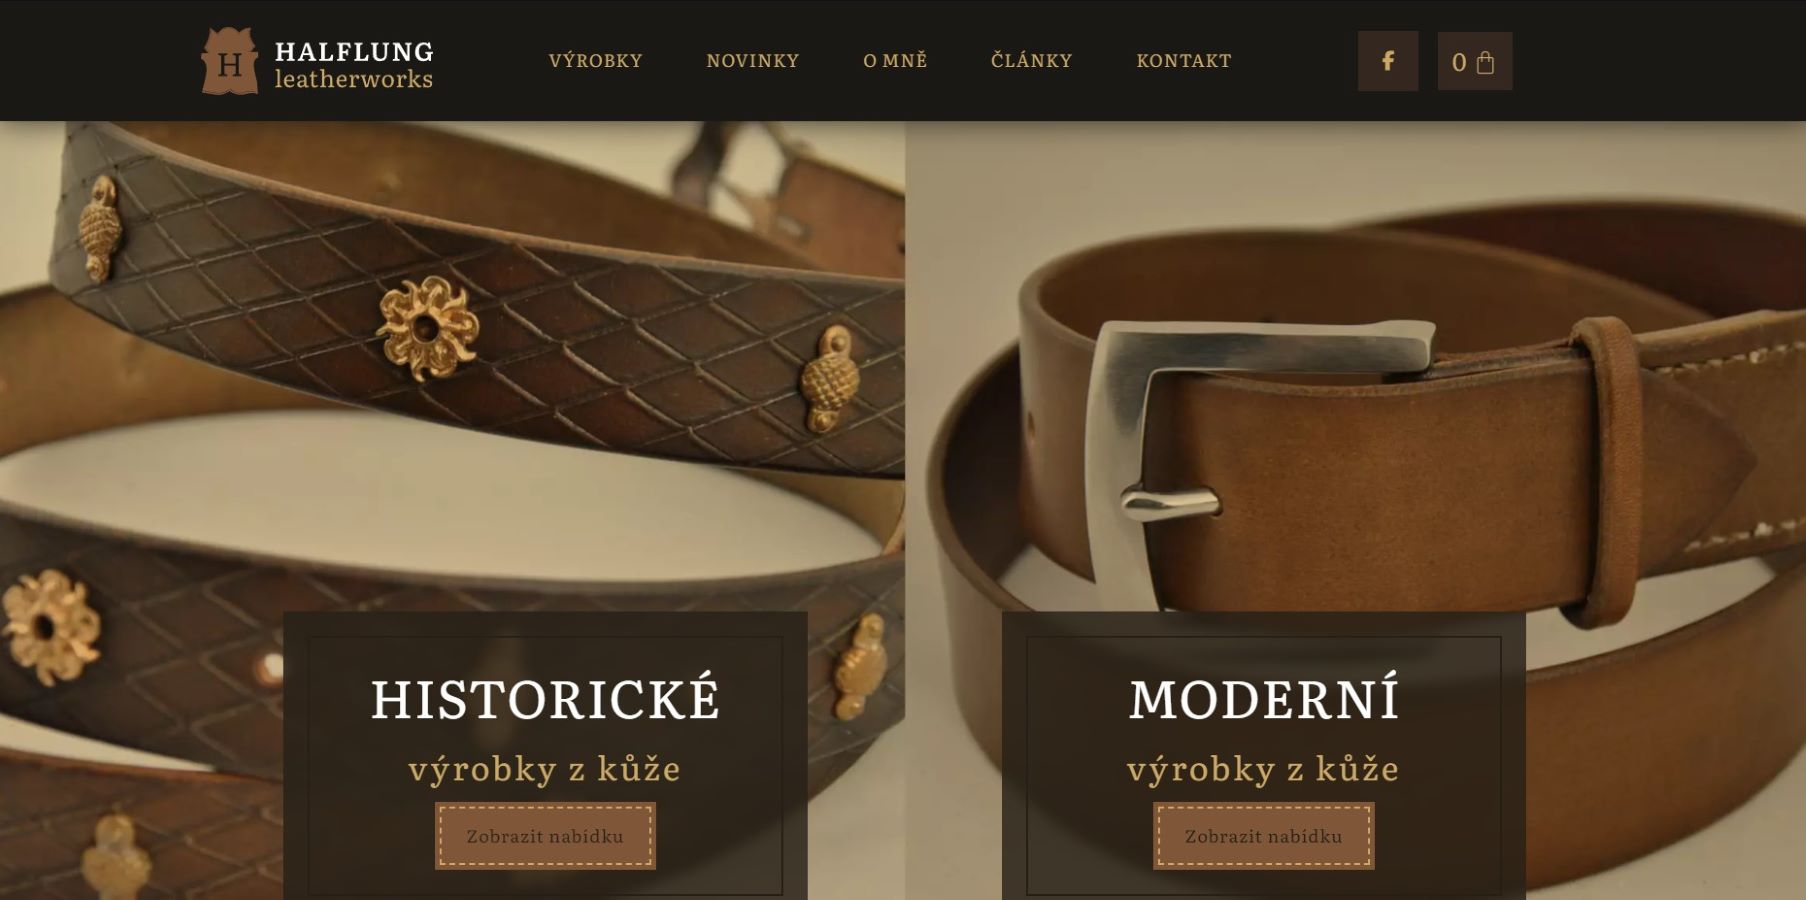 H
HALFLUNG
leatherworks
VÝROBKY NOVINKY O MNĚ ČLÁNKY KONTAKT
f 0
HISTORICKÉ
výrobky z kůže
Zobrazit nabídku
MODERNÍ
výrobky z kůže
Zobrazit nabídku